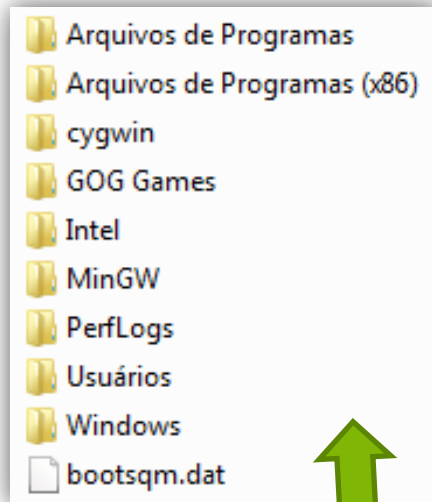 Arquivos de Programas
Arquivos de Programas (x86)
cygwin
GOG Games
Intel
MinGW
PerfLogs
Usuários
Windows
bootsqm.dat